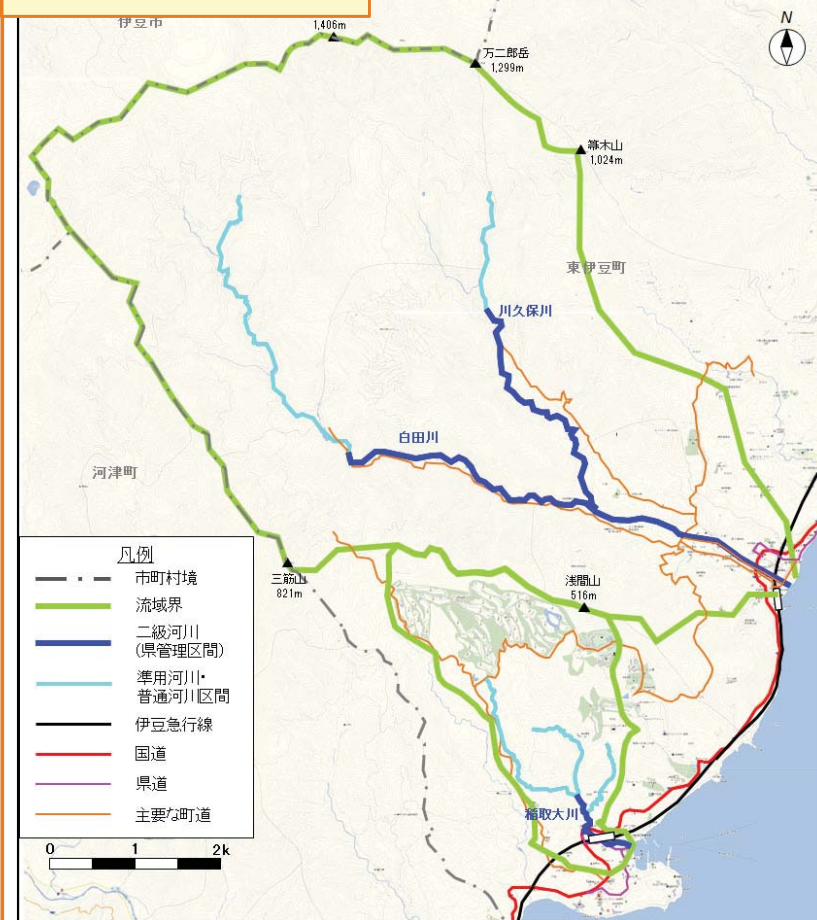 伊豆市
1,406m
N
万二郎岳
1,299m
箒木山
1,024m
東伊豆町
川久保川
白田川
河津町
三筋山
821m
浅間山
516m
稲取大川
凡例
市町村境
流域界
二級河川
(県管理区間)
準用河川・
普通河川区間
伊豆急行線
国道
県道
主要な町道
0 1 2k